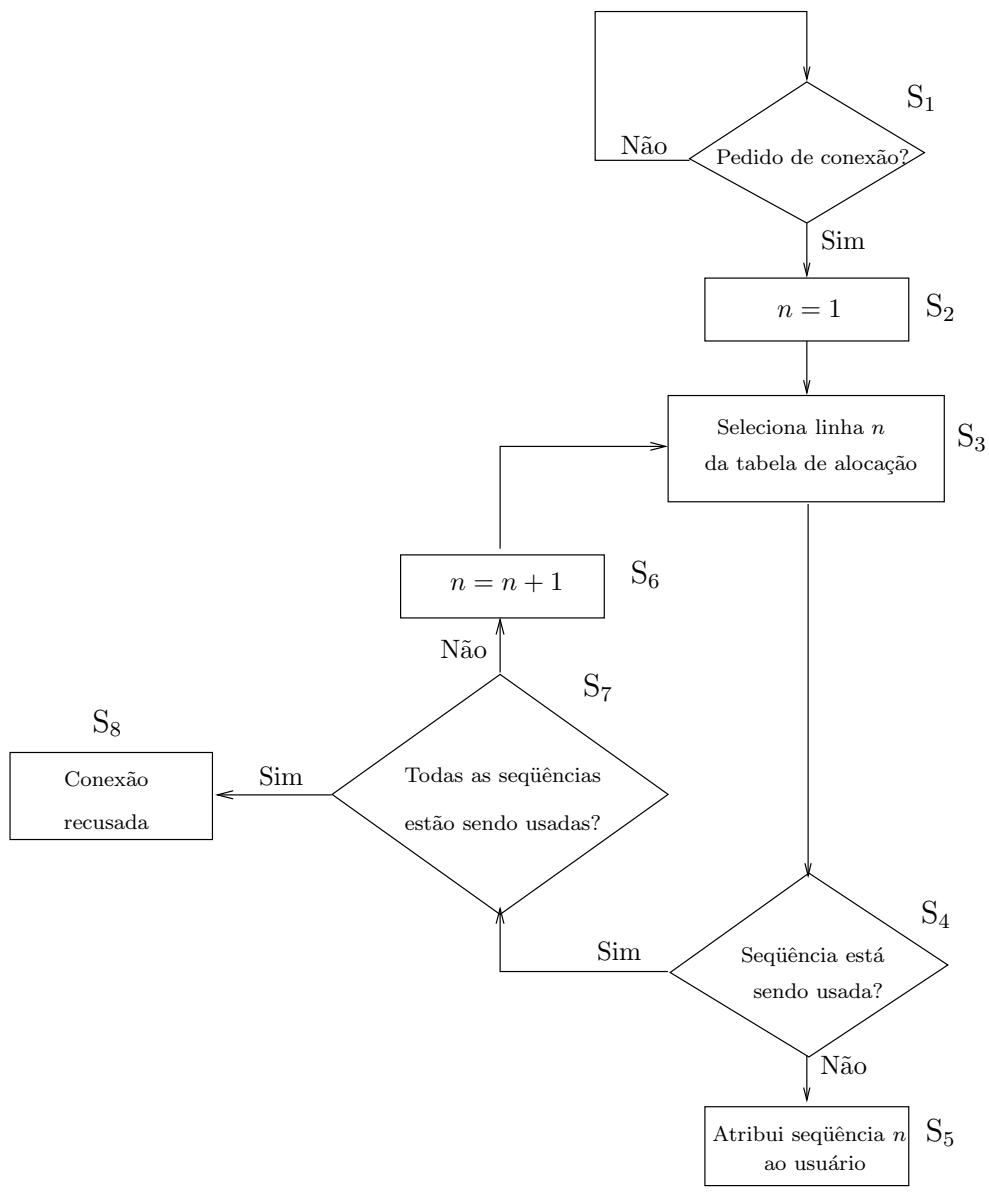 S1
Não
Pedido de conexão?
Sim
n = 1
S2
Seleciona linha n
da tabela de alocação
S3
n = n + 1
S6
Não
S7
S8
Conexão
recusada
Sim
Todas as seqüências
estão sendo usadas?
S4
Sim
Seqüência está
sendo usada?
Não
Atribui seqüência n
ao usuário
S5